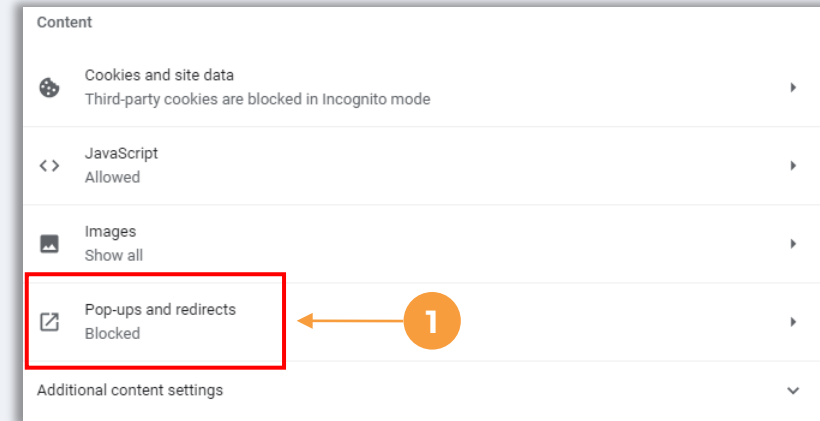 Content
Cookies and site data
Third-party cookies are blocked in Incognito mode
JavaScript
Allowed
Images
Show all
Pop-ups and redirects
Blocked
1
Additional content settings